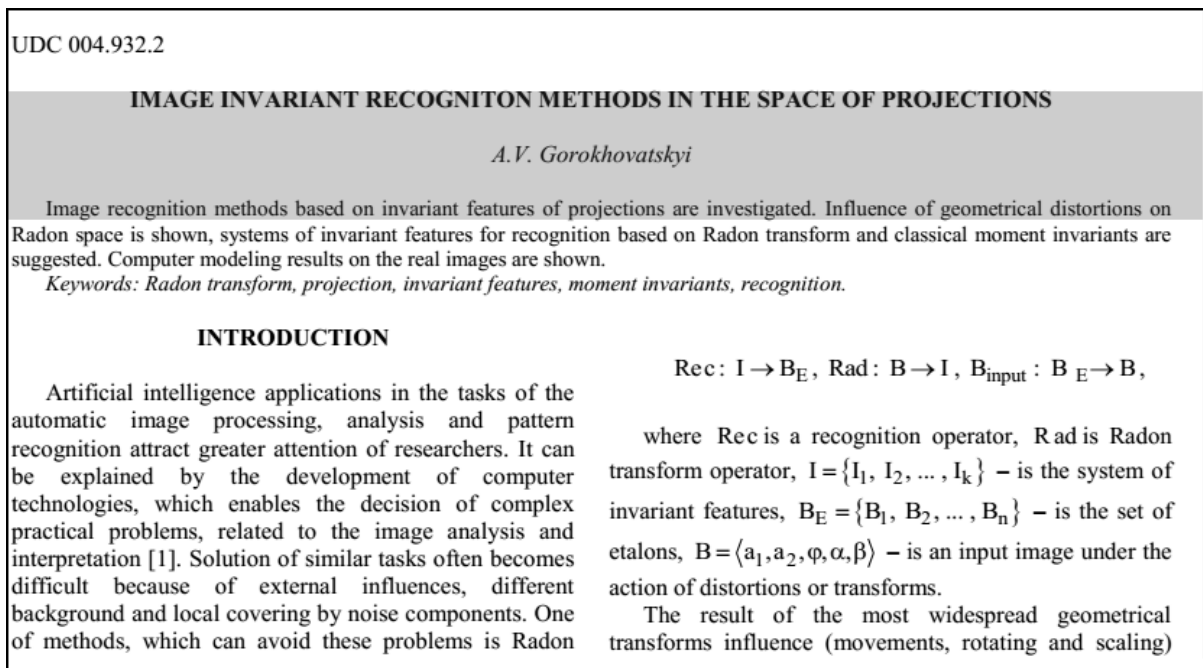 UDC 004.932.2
IMAGE INVARIANT RECOGNITON METHODS IN THE SPACE OF PROJECTIONS
A.V. Gorokhovatskyi
Image recognition methods based on invariant features of projections are investigated. Influence of geometrical distortions on
Radon space is shown, systems of invariant features for recognition based on Radon transform and classical moment invariants are
suggested. Computer modeling results on the real images are shown.
Keywords: Radon transform, projection, invariant features, moment invariants, recognition.
INTRODUCTION
Artificial intelligence applications in the tasks of the
automatic image processing, analysis and pattern
recognition attract greater attention of researchers. It can
be explained by the development of computer
technologies, which enables the decision of complex
practical problems, related to the image analysis and
interpretation [1]. Solution of similar tasks often becomes
difficult because of external influences, different
background and local covering by noise components. One
of methods, which can avoid these problems is Radon
Rec: I → B_E, Rad: B → I, B_input : B_E → B,
where Rec is a recognition operator, Rad is Radon
transform operator, I = {I₁, I₂, ... , I_k} – is the system of
invariant features, B_E = {B₁, B₂, ... , B_n} – is the set of
etalons, B = ⟨a₁,a₂,φ,α,β⟩ – is an input image under the
action of distortions or transforms.
The result of the most widespread geometrical
transforms influence (movements, rotating and scaling)